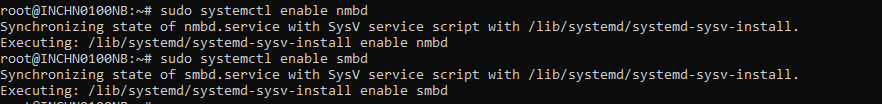 root@INCHN0100NB:~# sudo systemctl enable nmbd
Synchronizing state of nmbd.service with SysV service script with /lib/systemd/systemd-sysv-install.
Executing: /lib/systemd/systemd-sysv-install enable nmbd
root@INCHN0100NB:~# sudo systemctl enable smbd
Synchronizing state of smbd.service with SysV service script with /lib/systemd/systemd-sysv-install.
Executing: /lib/systemd/systemd-sysv-install enable smbd